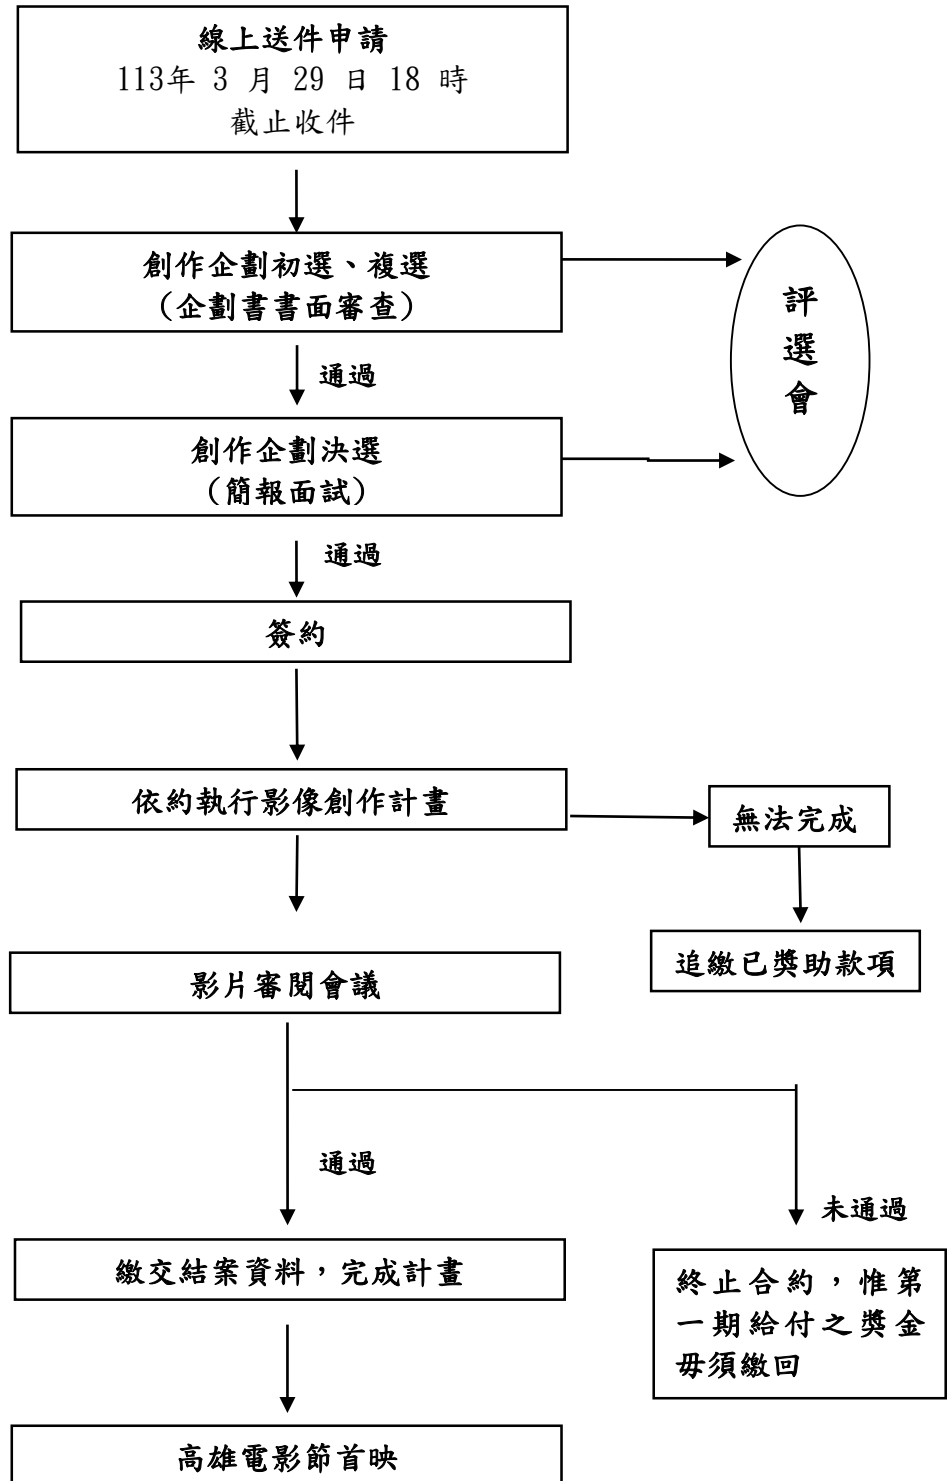 線上送件申請
113年 3 月 29 日 18 時
截止收件
創作企劃初選、複選
(企劃書書面審查)
評
選
會
通過
創作企劃決選
(簡報面試)
通過
簽約
依約執行影像創作計畫
無法完成
追繳已獎助款項
影片審閱會議
通過
未通過
繳交結案資料，完成計畫
終止合約，惟第
一期給付之獎金
毋須繳回
高雄電影節首映